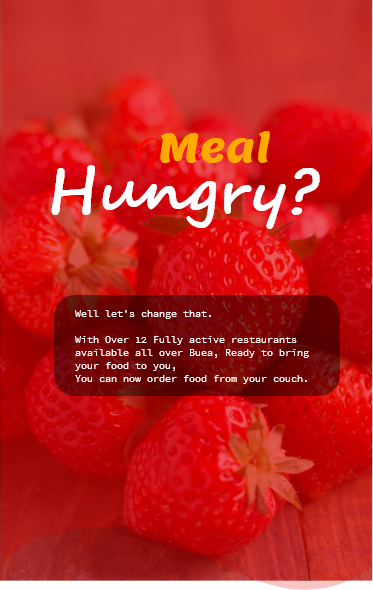 Meal
Hungry?
Well let's change that.
With Over 12 Fully active restaurants
available all over Buea, Ready to bring
your food to you,
You can now order food from your couch.